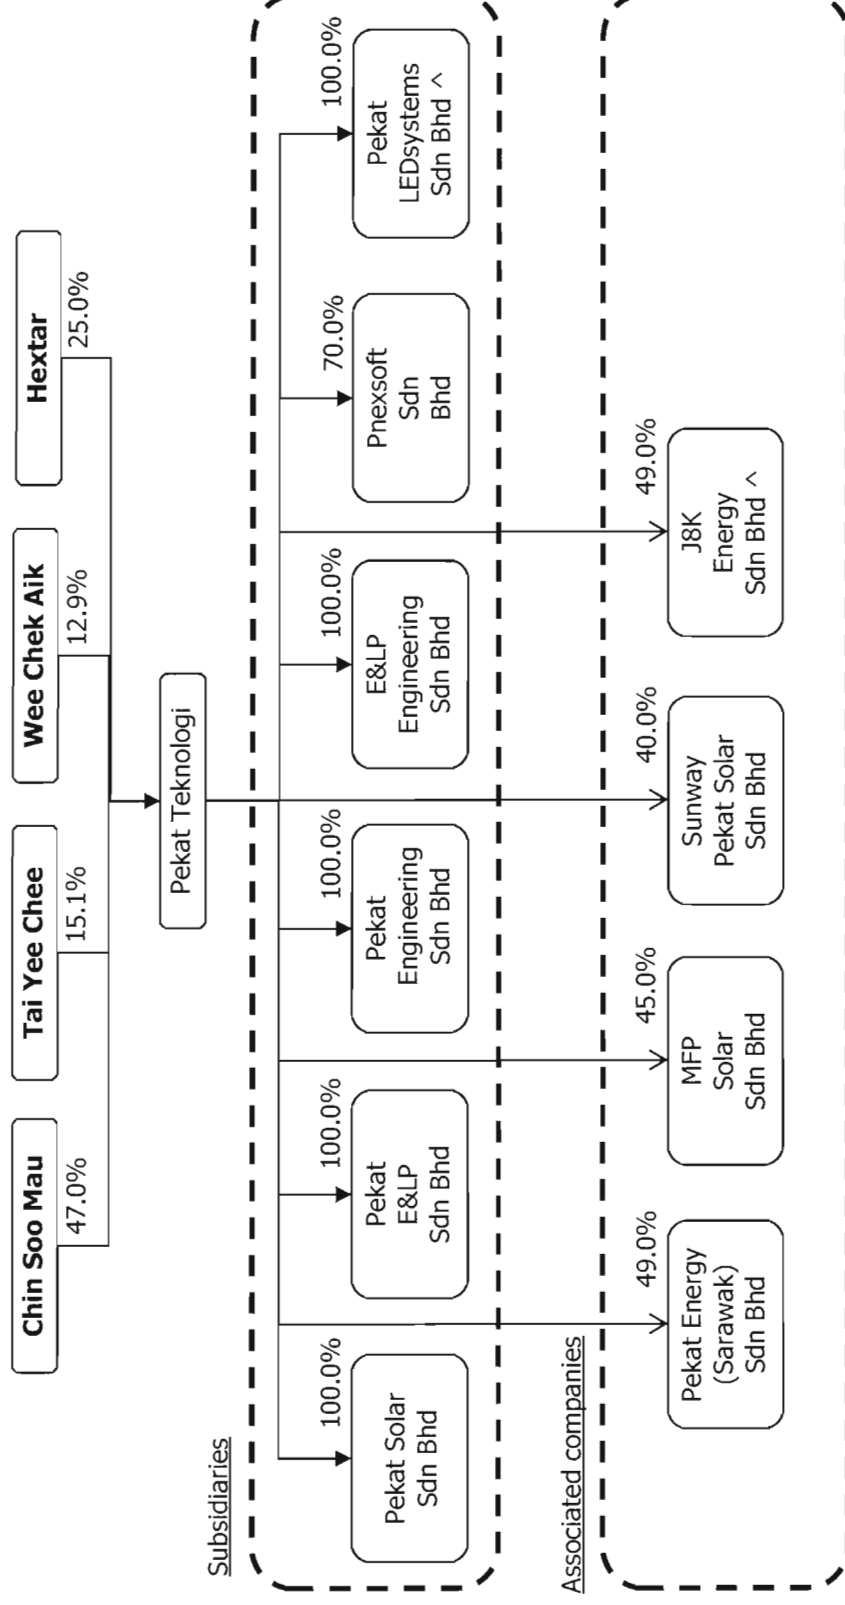 Chin Soo Mau
47.0%
Tai Yee Chee
15.1%
Wee Chek Aik
12.9%
Hextar
25.0%
Pekat Teknologi
Subsidiaries
100.0%
Pekat Solar
Sdn Bhd
100.0%
Pekat
E&LP
Sdn Bhd
100.0%
Pekat
Engineering
Sdn Bhd
100.0%
E&LP
Engineering
Sdn Bhd
70.0%
Pnexsoft
Sdn
Bhd
100.0%
Pekat
LEDsystems
Sdn Bhd ^
Associated companies
49.0%
Pekat Energy
(Sarawak)
Sdn Bhd
45.0%
MFP
Solar
Sdn Bhd
40.0%
Sunway
Pekat Solar
Sdn Bhd
49.0%
J8K
Energy
Sdn Bhd ^